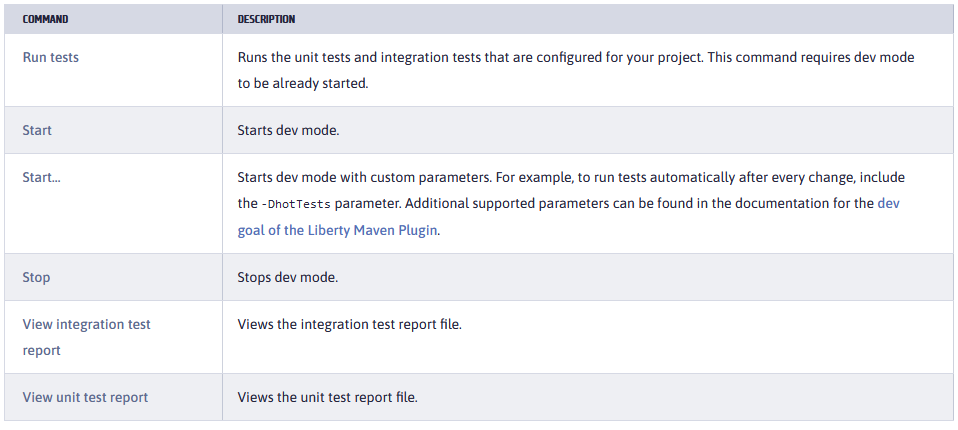 COMMAND DESCRIPTION
Run tests Runs the unit tests and integration tests that are configured for your project. This command requires dev mode
to be already started.
Start Starts dev mode.
Start... Starts dev mode with custom parameters. For example, to run tests automatically after every change, include
the -DhotTests parameter. Additional supported parameters can be found in the documentation for the dev
goal of the Liberty Maven Plugin.
Stop Stops dev mode.
View integration test Views the integration test report file.
report
View unit test report Views the unit test report file.